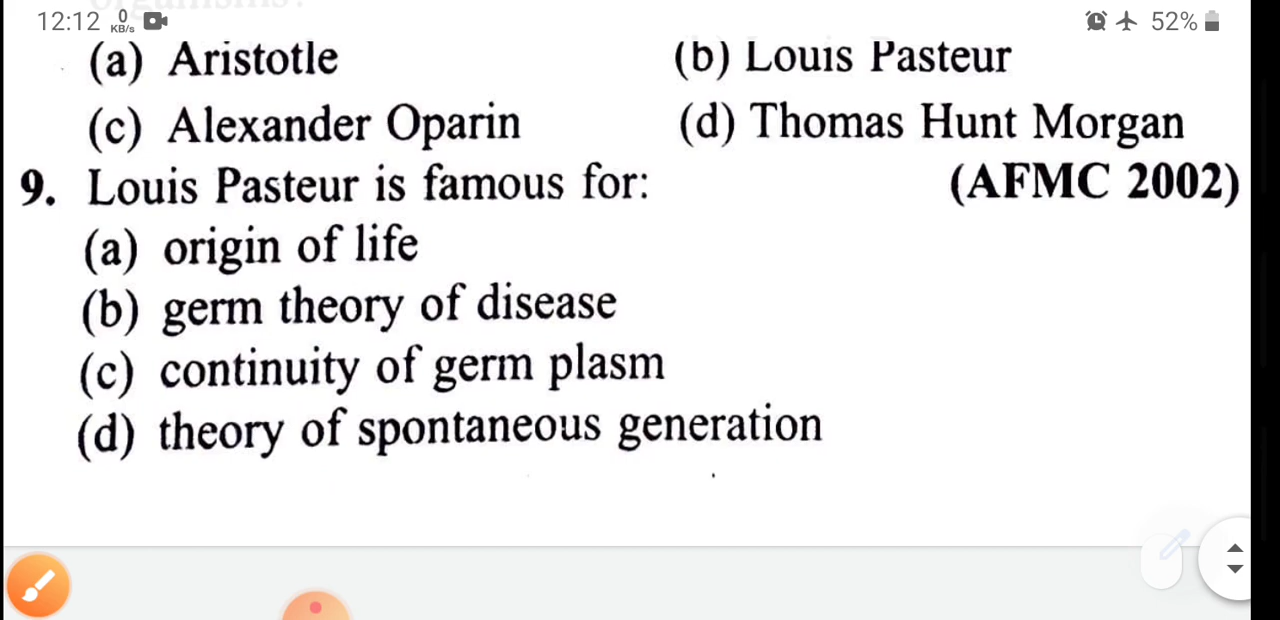 12:12 0 KB/s 52%
(a) Aristotle (b) Louis Pasteur
(c) Alexander Oparin (d) Thomas Hunt Morgan
9. Louis Pasteur is famous for: (AFMC 2002)
(a) origin of life
(b) germ theory of disease
(c) continuity of germ plasm
(d) theory of spontaneous generation